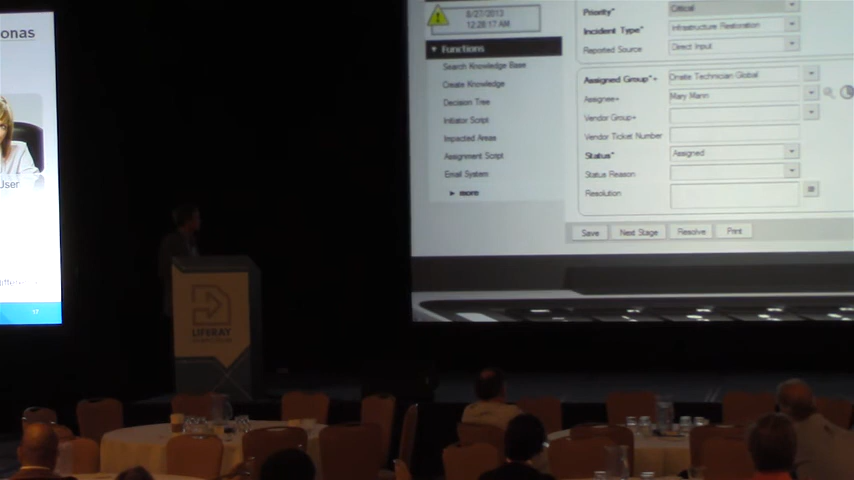 onas
User
17
LIFERAY
8/27/2013
12:28:17 AM
Functions
Search Knowledge Base
Create Knowledge
Decision Tree
Initiator Script
Impacted Areas
Assignment Script
Email System
more
Priority* Critical
Incident Type* Infrastructure Restoration
Reported Source Direct Input
Assigned Group*+ Onsite Technician Global
Assignee+ Mary Mann
Vendor Group+
Vendor Ticket Number
Status* Assigned
Status Reason
Resolution
Save Next Stage Resolve Print